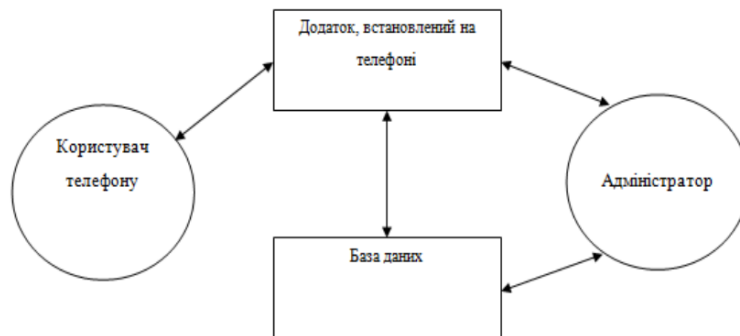 Додаток, встановлений на
телефоні
Користувач
телефону
Адміністратор
База даних